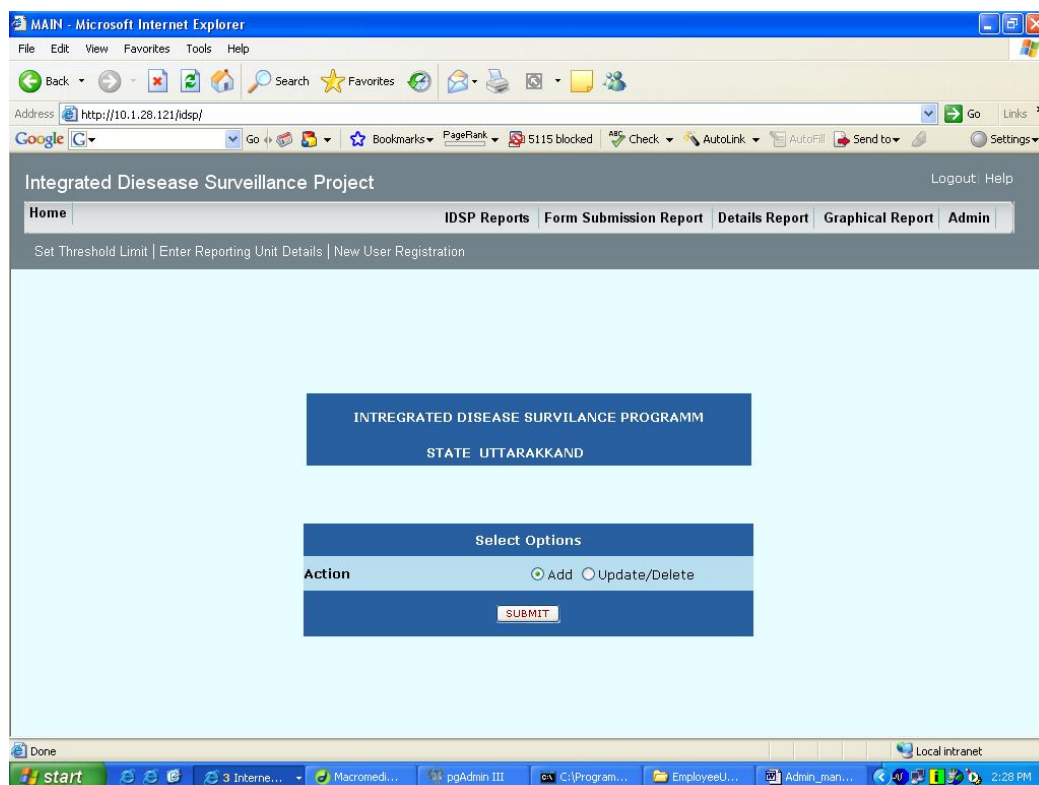 MAIN - Microsoft Internet Explorer
File Edit View Favorites Tools Help
Back Search Favorites
Address http://10.1.28.121/idsp/ Go Links
Google G Go Bookmarks PageRank 5115 blocked ABC Check AutoLink AutoFill Send to Settings
Integrated Diesease Surveillance Project Logout| Help
Home IDSP Reports Form Submission Report Details Report Graphical Report Admin
Set Threshold Limit | Enter Reporting Unit Details | New User Registration
INTREGRATED DISEASE SURVILANCE PROGRAMM
STATE UTTARAKKAND
Select Options
Action Add Update/Delete
SUBMIT
Done Local intranet
start 3 Interne... Macromedi... pgAdmin III C:\Program... EmployeeU... Admin_man... 2:28 PM